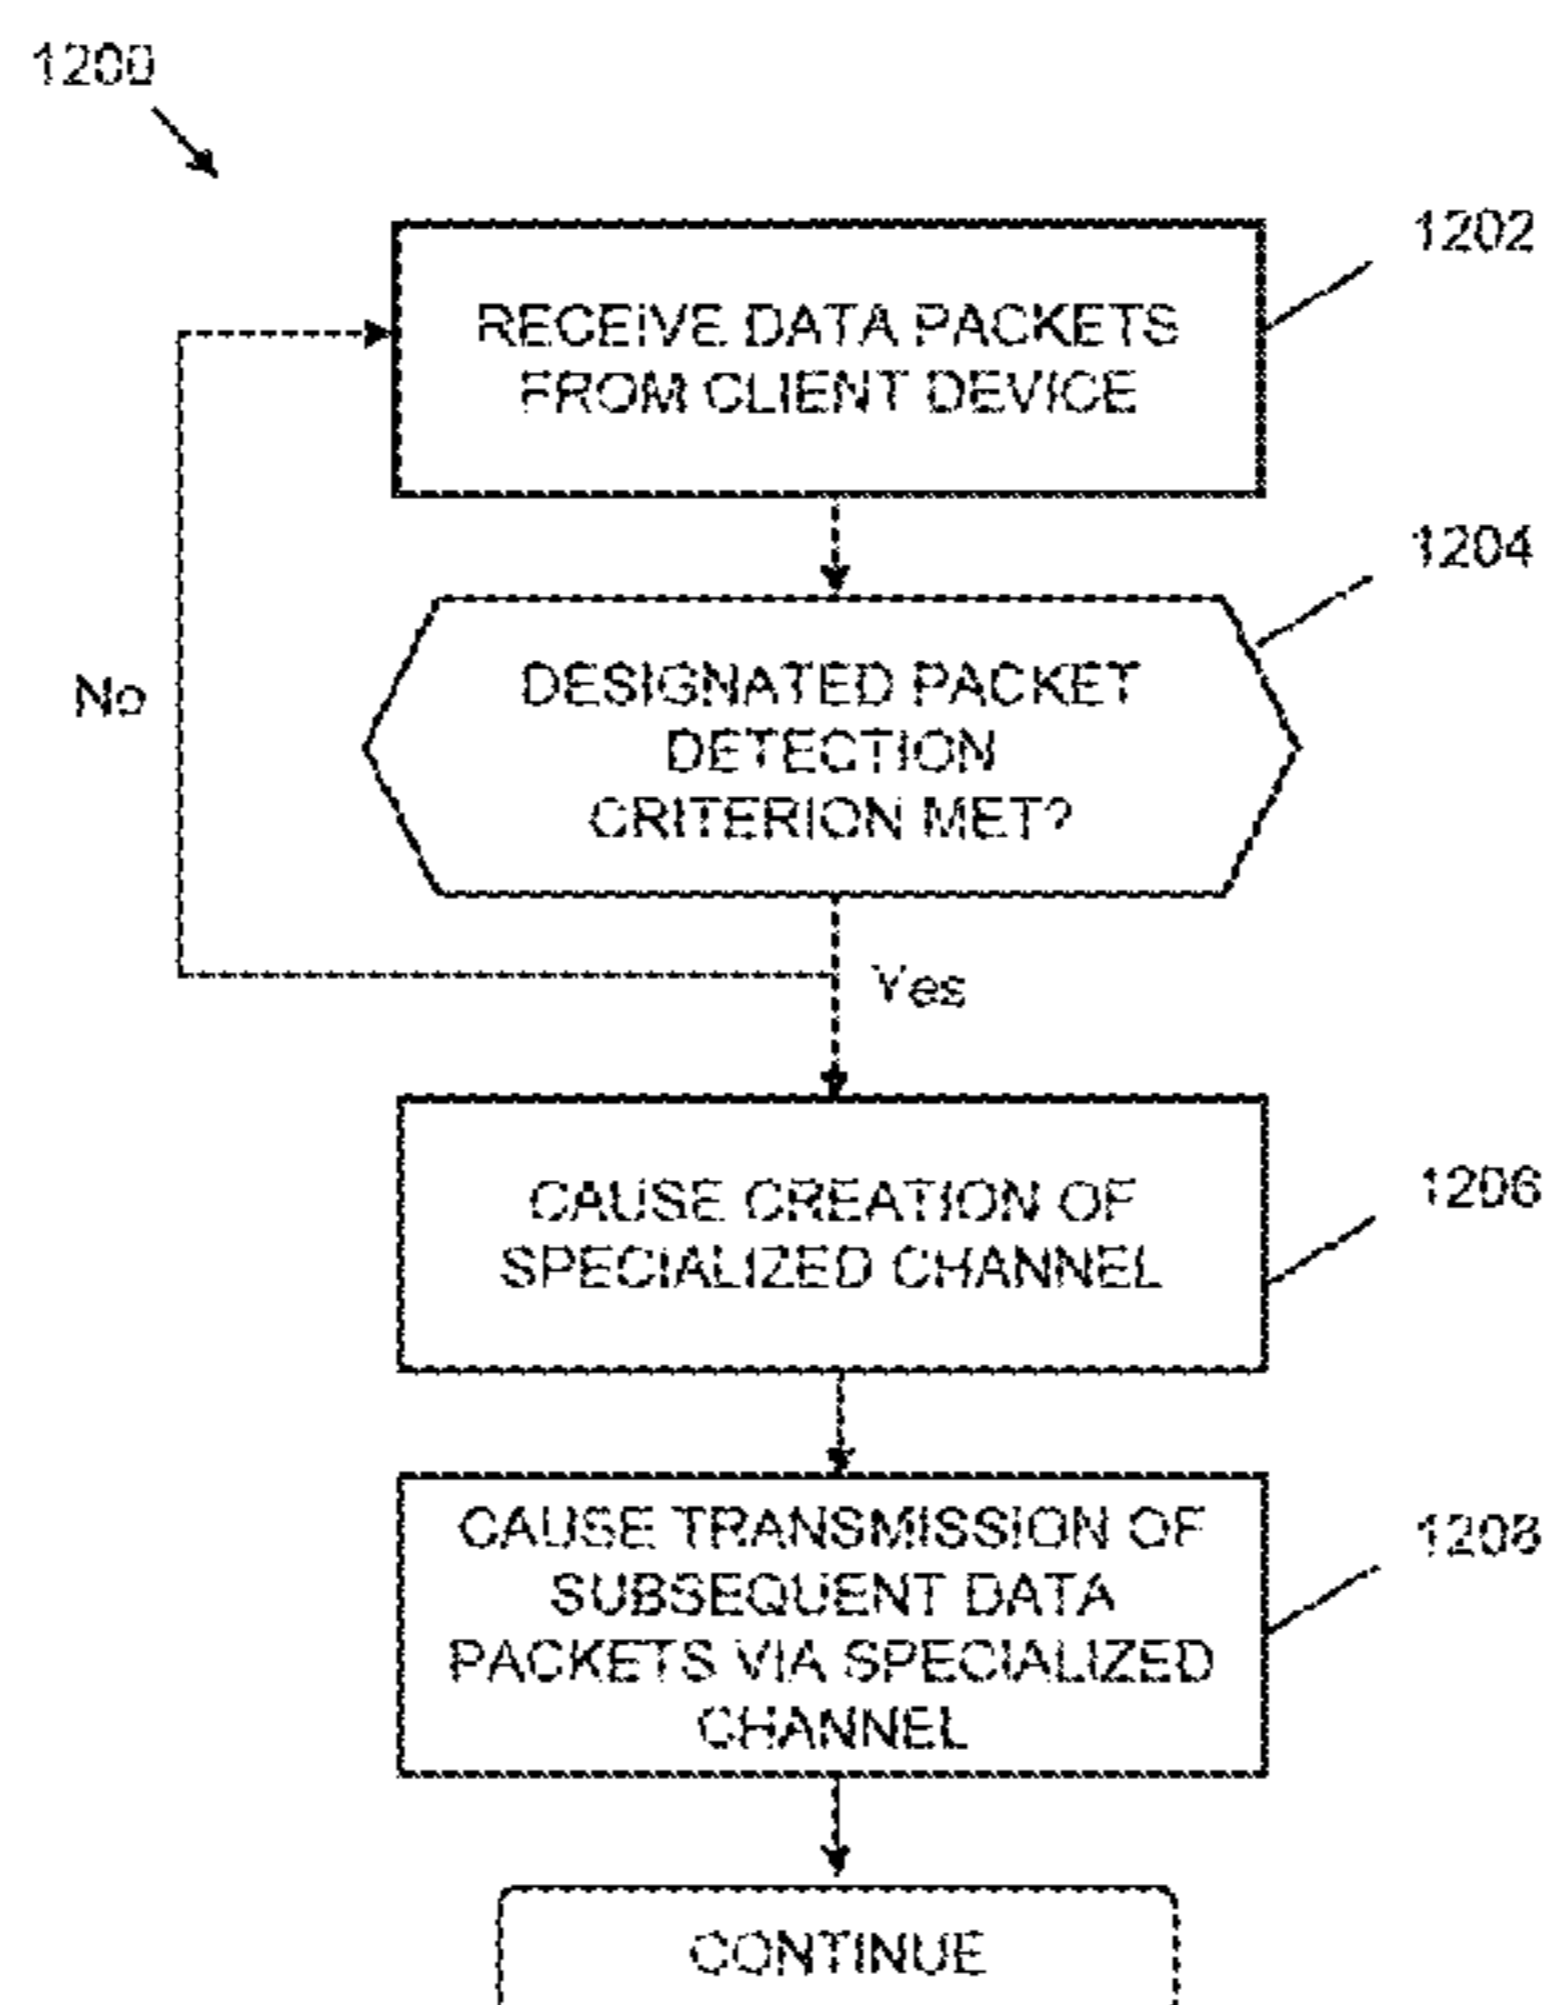 1200
1202
RECEIVE DATA PACKETS
FROM CLIENT DEVICE
1204
DESIGNATED PACKET
DETECTION
CRITERION MET?
No
Yes
1206
CAUSE CREATION OF
SPECIALIZED CHANNEL
1208
CAUSE TRANSMISSION OF
SUBSEQUENT DATA
PACKETS VIA SPECIALIZED
CHANNEL
CONTINUE